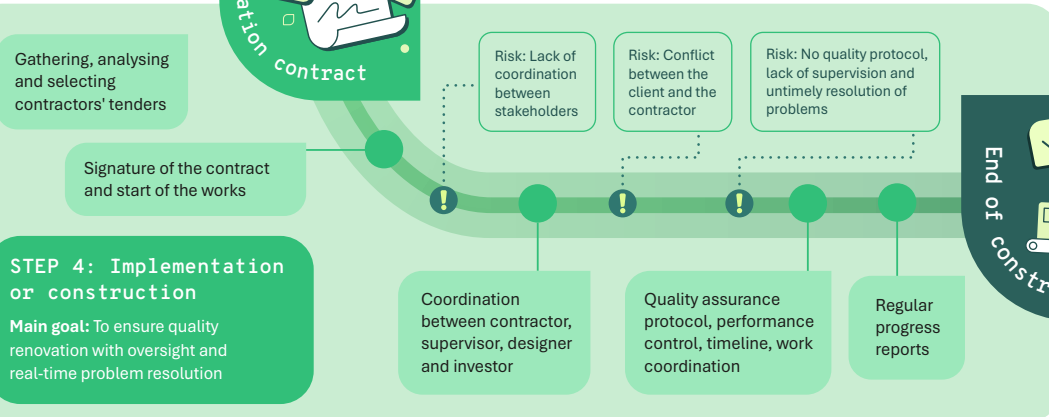 ation contract
Gathering, analysing
and selecting
contractors' tenders
Signature of the contract
and start of the works
Risk: Lack of
coordination
between
stakeholders
Risk: Conflict
between the
client and the
contractor
Risk: No quality protocol,
lack of supervision and
untimely resolution of
problems
!
!
!
STEP 4: Implementation
or construction
Main goal: To ensure quality
renovation with oversight and
real-time problem resolution
Coordination
between contractor,
supervisor, designer
and investor
Quality assurance
protocol, performance
control, timeline, work
coordination
Regular
progress
reports
End of constr